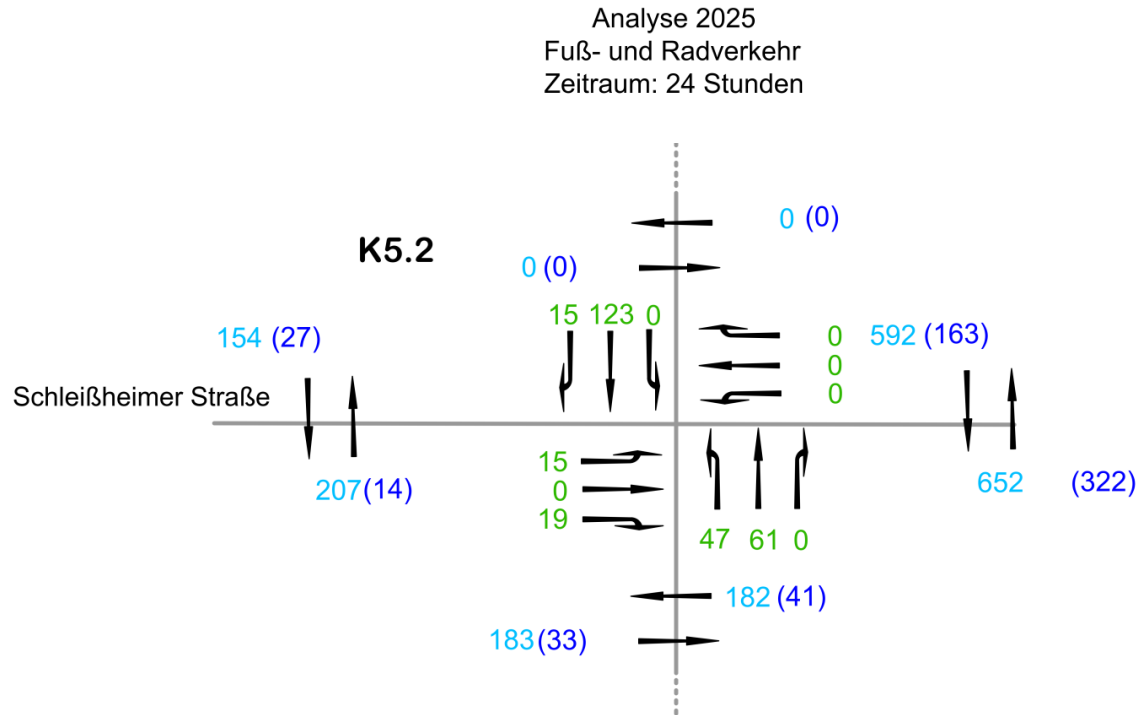 Analyse 2025
Fuß- und Radverkehr
Zeitraum: 24 Stunden
0 (0)
K5.2
0 (0)
15 123 0
154 (27)
0 592 (163)
0
0
Schleißheimer Straße
15
207(14)
0
652 (322)
19
47 61 0
182 (41)
183(33)